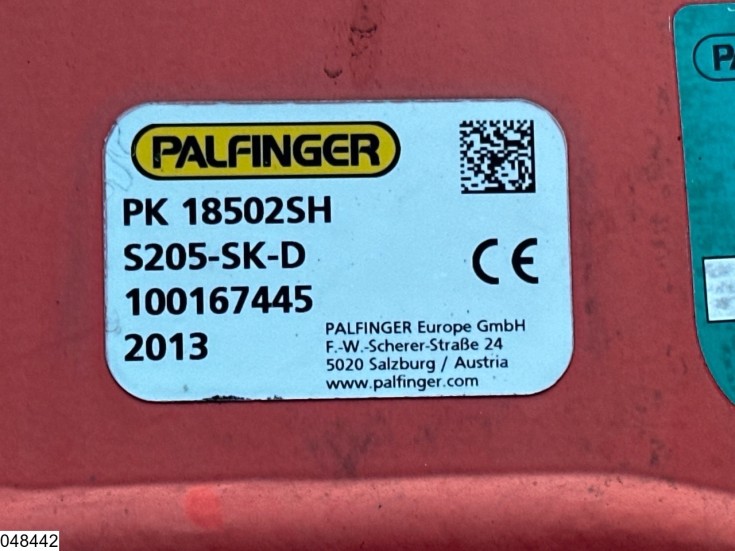 PALFINGER
PK 18502SH
S205-SK-D
100167445
2013
PALFINGER Europe GmbH
F.-W.-Scherer-Straße 24
5020 Salzburg / Austria
www.palfinger.com
048442